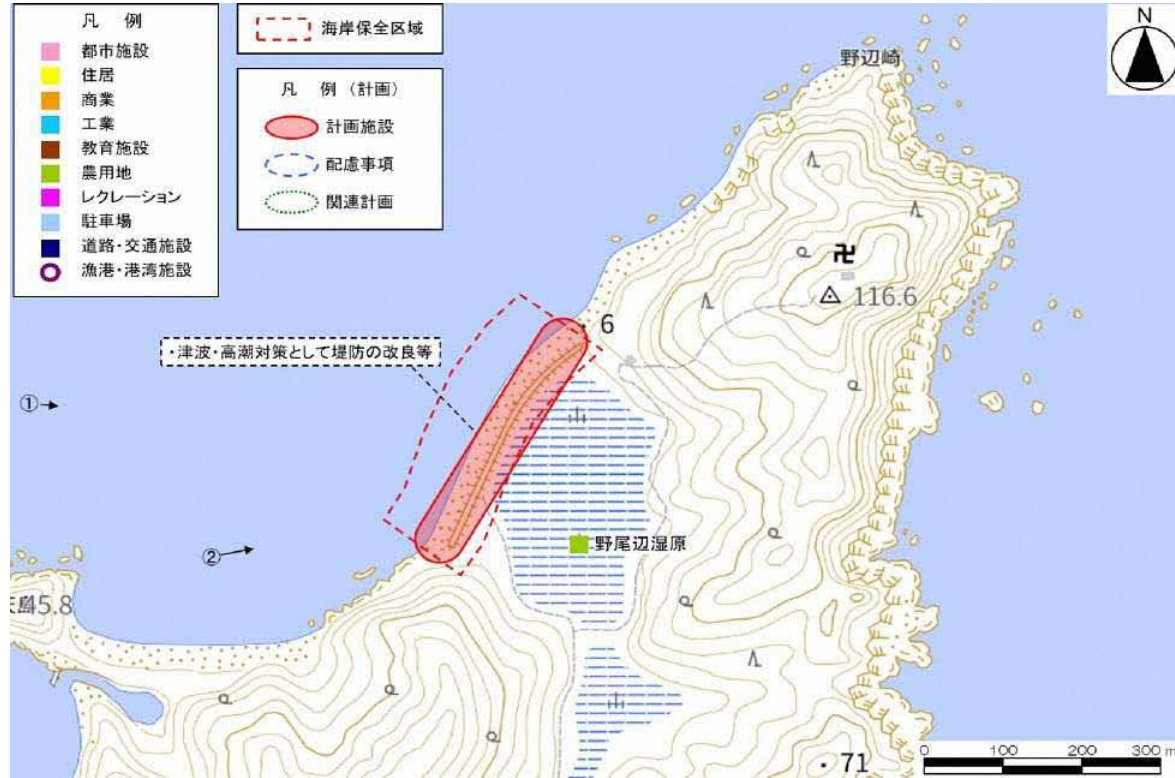 凡 例
都市施設
住居
商業
工業
教育施設
農用地
レクレーション
駐車場
道路・交通施設
漁港・港湾施設
海岸保全区域
凡 例 (計画)
計画施設
配慮事項
関連計画
N
野辺崎
116.6
6
・津波・高潮対策として堤防の改良等
①
②
野尾辺湿原
島5.8
71
0 100 200 300 m